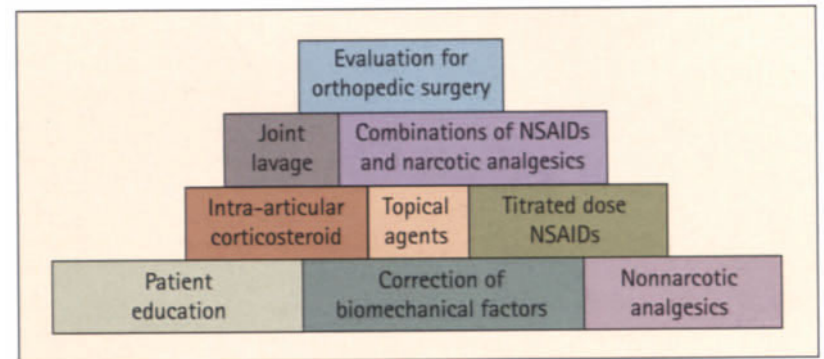 Evaluation for
orthopedic surgery
Joint
lavage
Combinations of NSAIDs
and narcotic analgesics
Intra-articular
corticosteroid
Topical
agents
Titrated dose
NSAIDs
Patient
education
Correction of
biomechanical factors
Nonnarcotic
analgesics